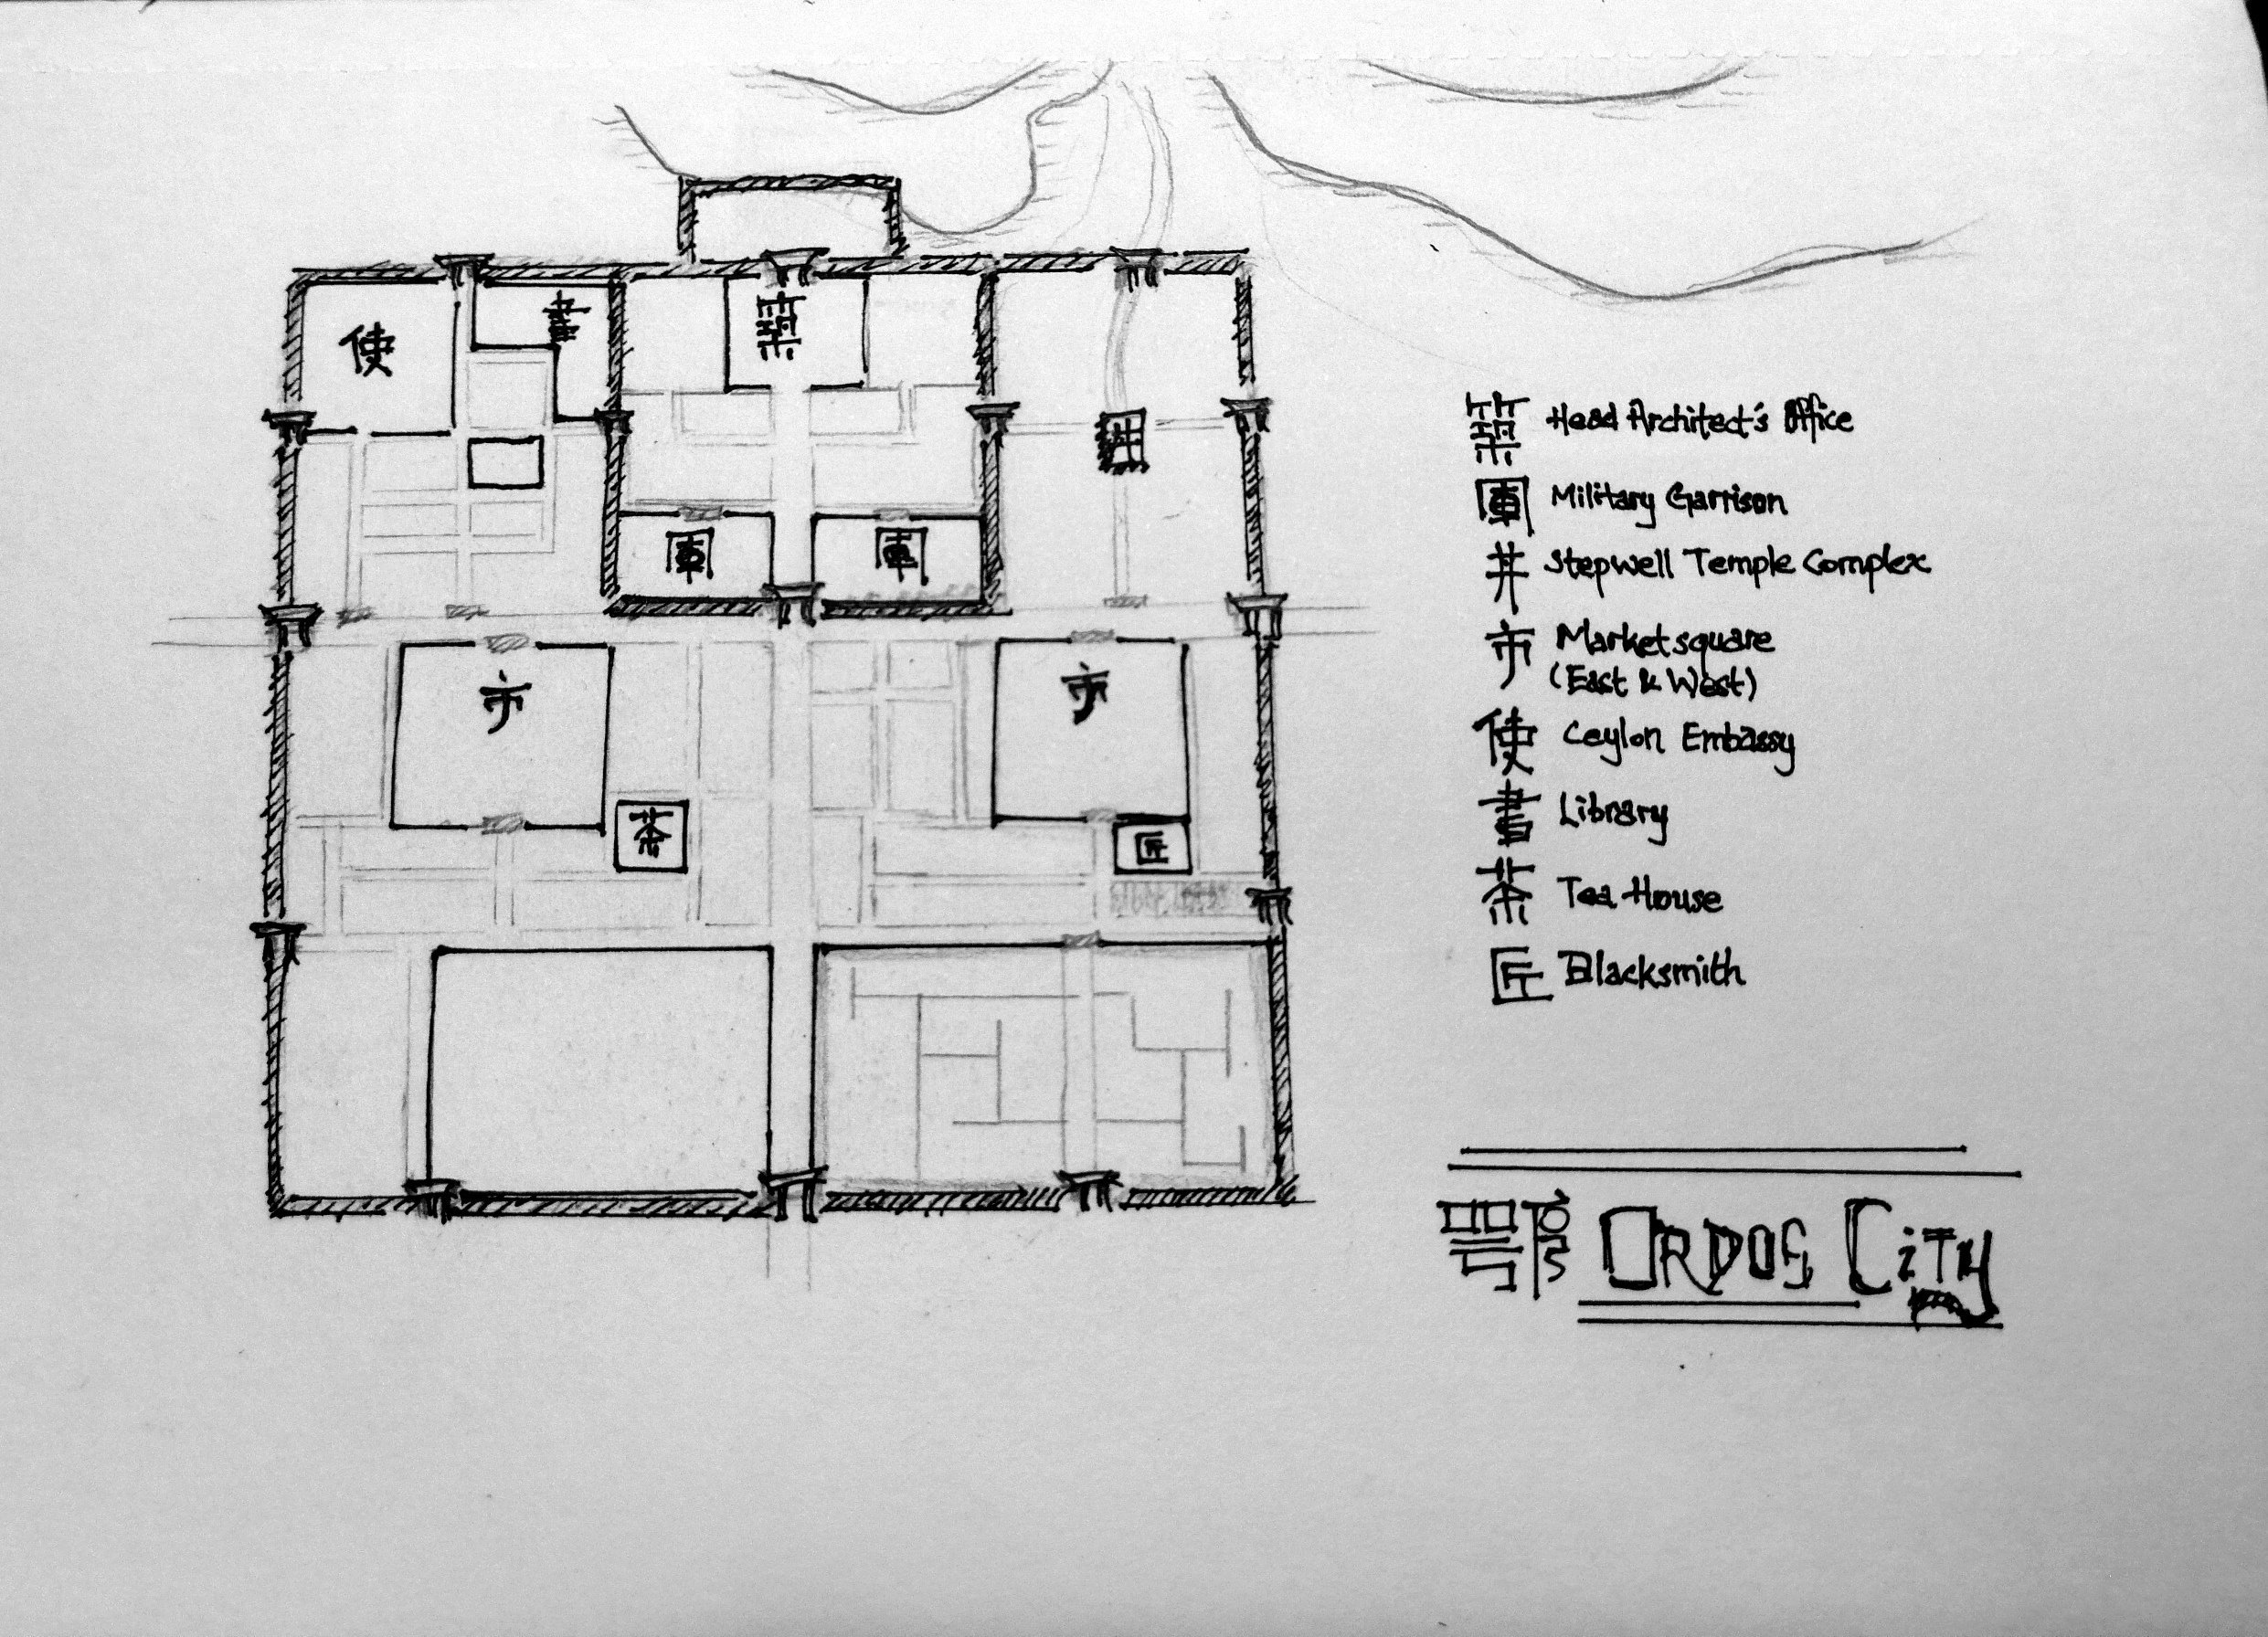 使
書
築
井
軍
軍
市
市
茶
匠
築 Head Architect's Office
軍 Military Garrison
井 Stepwell Temple Complex
市 Marketsquare
(East & West)
使 Ceylon Embassy
書 Library
茶 Tea House
匠 Blacksmith
鄂 Ordos City